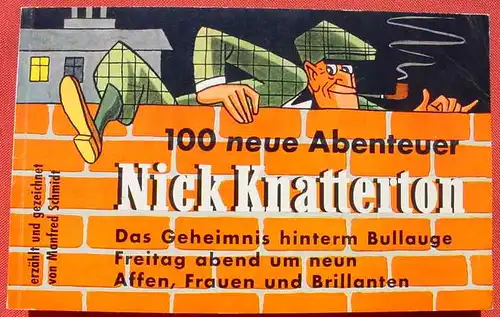 100 neue Abenteuer
Nick Knatterton
Das Geheimnis hinterm Bullauge
Freitag abend um neun
Affen, Frauen und Brillanten
erzählt und gezeichnet
von Manfred Schmidt